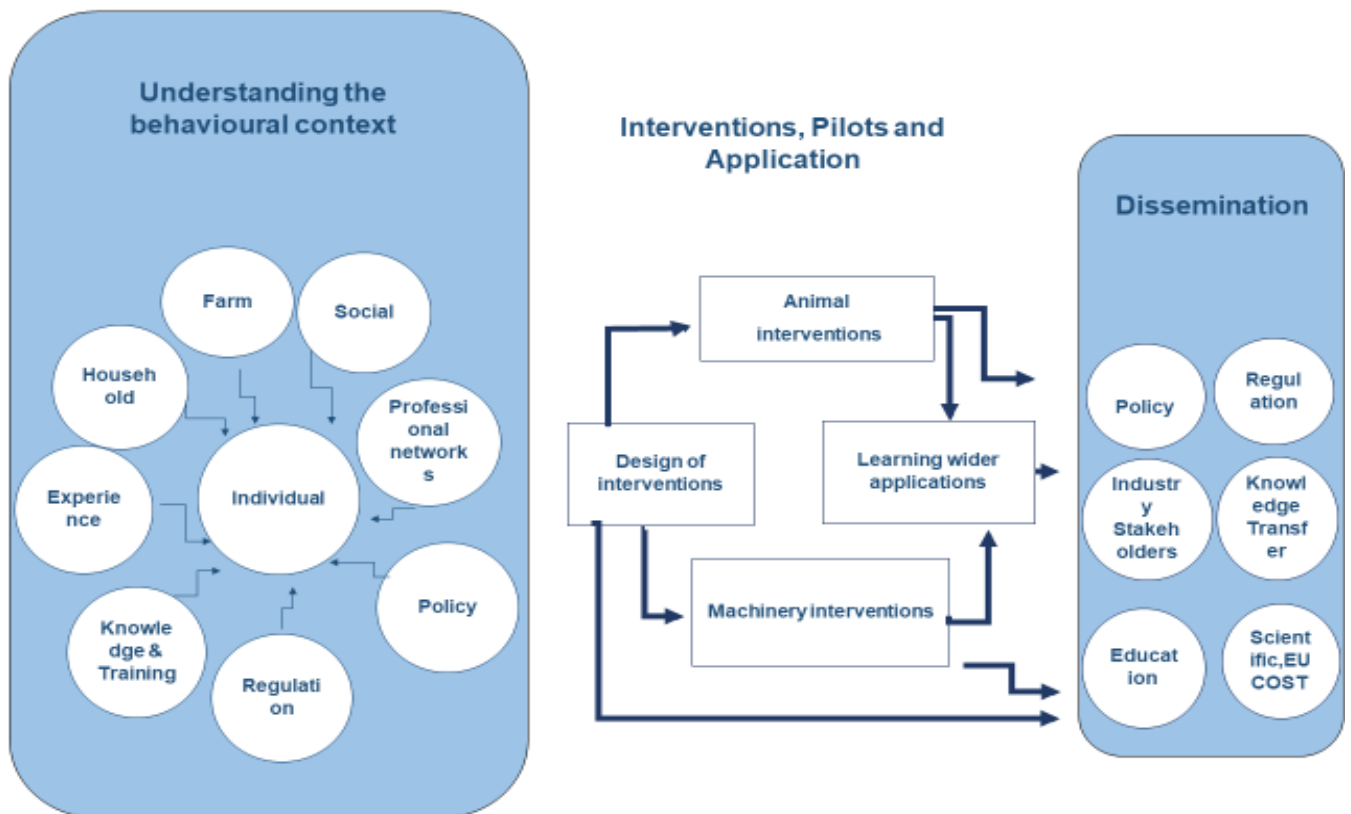 Understanding the
behavioural context
Farm
Social
Househ
old
Professi
onal
network
s
Experie
nce
Individual
Knowle
dge &
Training
Regulati
on
Policy
Interventions, Pilots and
Application
Animal
interventions
Design of
interventions
Learning wider
applications
Machinery interventions
Dissemination
Policy
Regul
ation
Industr
y
Stakeh
olders
Knowl
edge
Transf
er
Educat
ion
Scient
ific,EU
COST